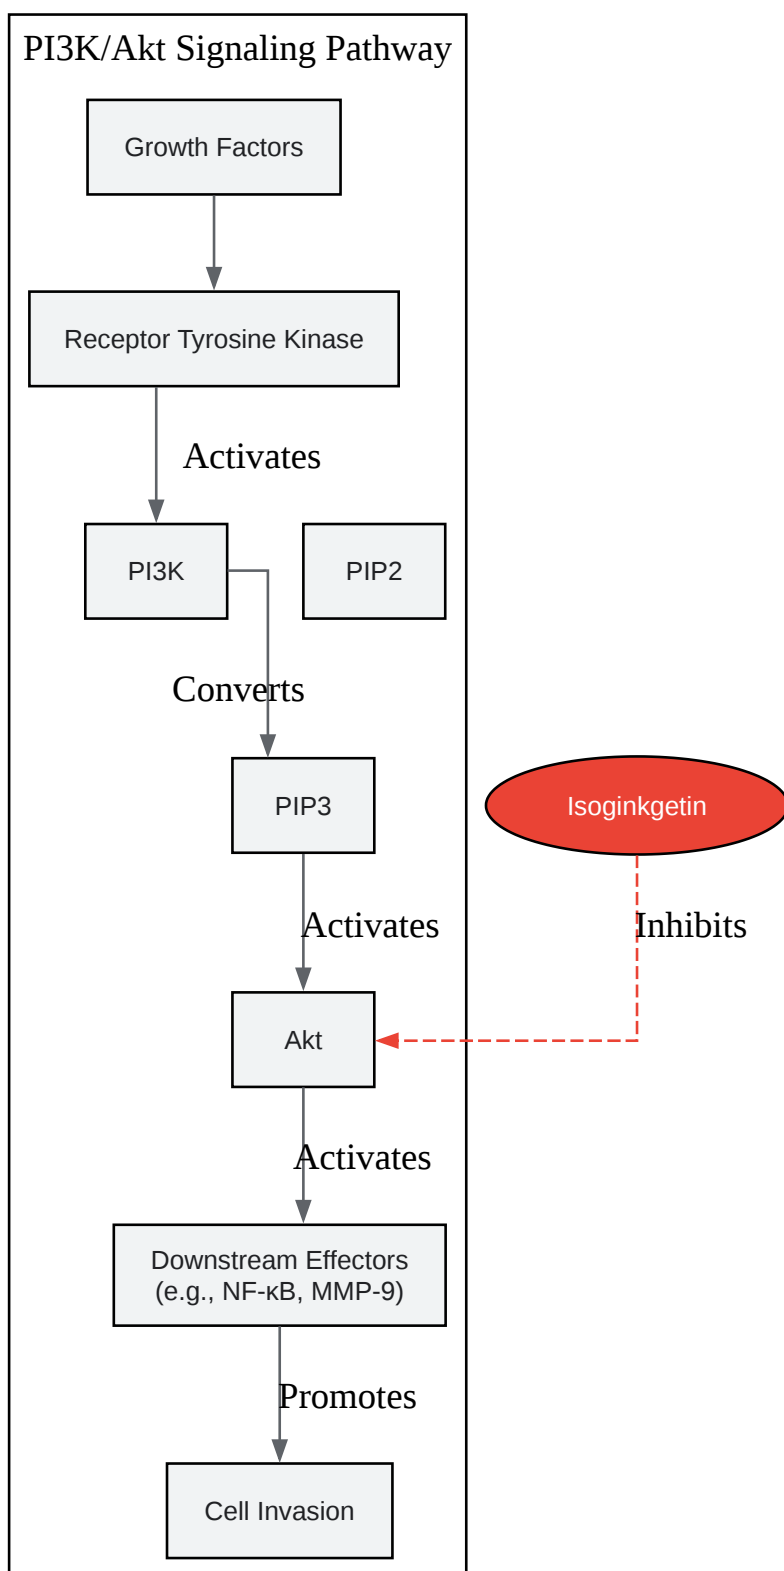 PI3K/Akt Signaling Pathway
Growth Factors
Receptor Tyrosine Kinase
Activates
PI3K
PIP2
Converts
PIP3
Isoginkgetin
Activates
Inhibits
Akt
Activates
Downstream Effectors
(e.g., NF-κB, MMP-9)
Promotes
Cell Invasion